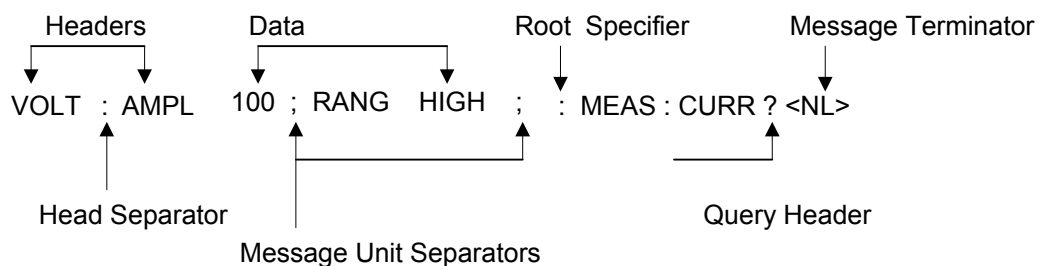 Headers Data Root Specifier Message Terminator
VOLT : AMPL 100 ; RANG HIGH ; : MEAS : CURR ? <NL>
Head Separator Query Header
Message Unit Separators